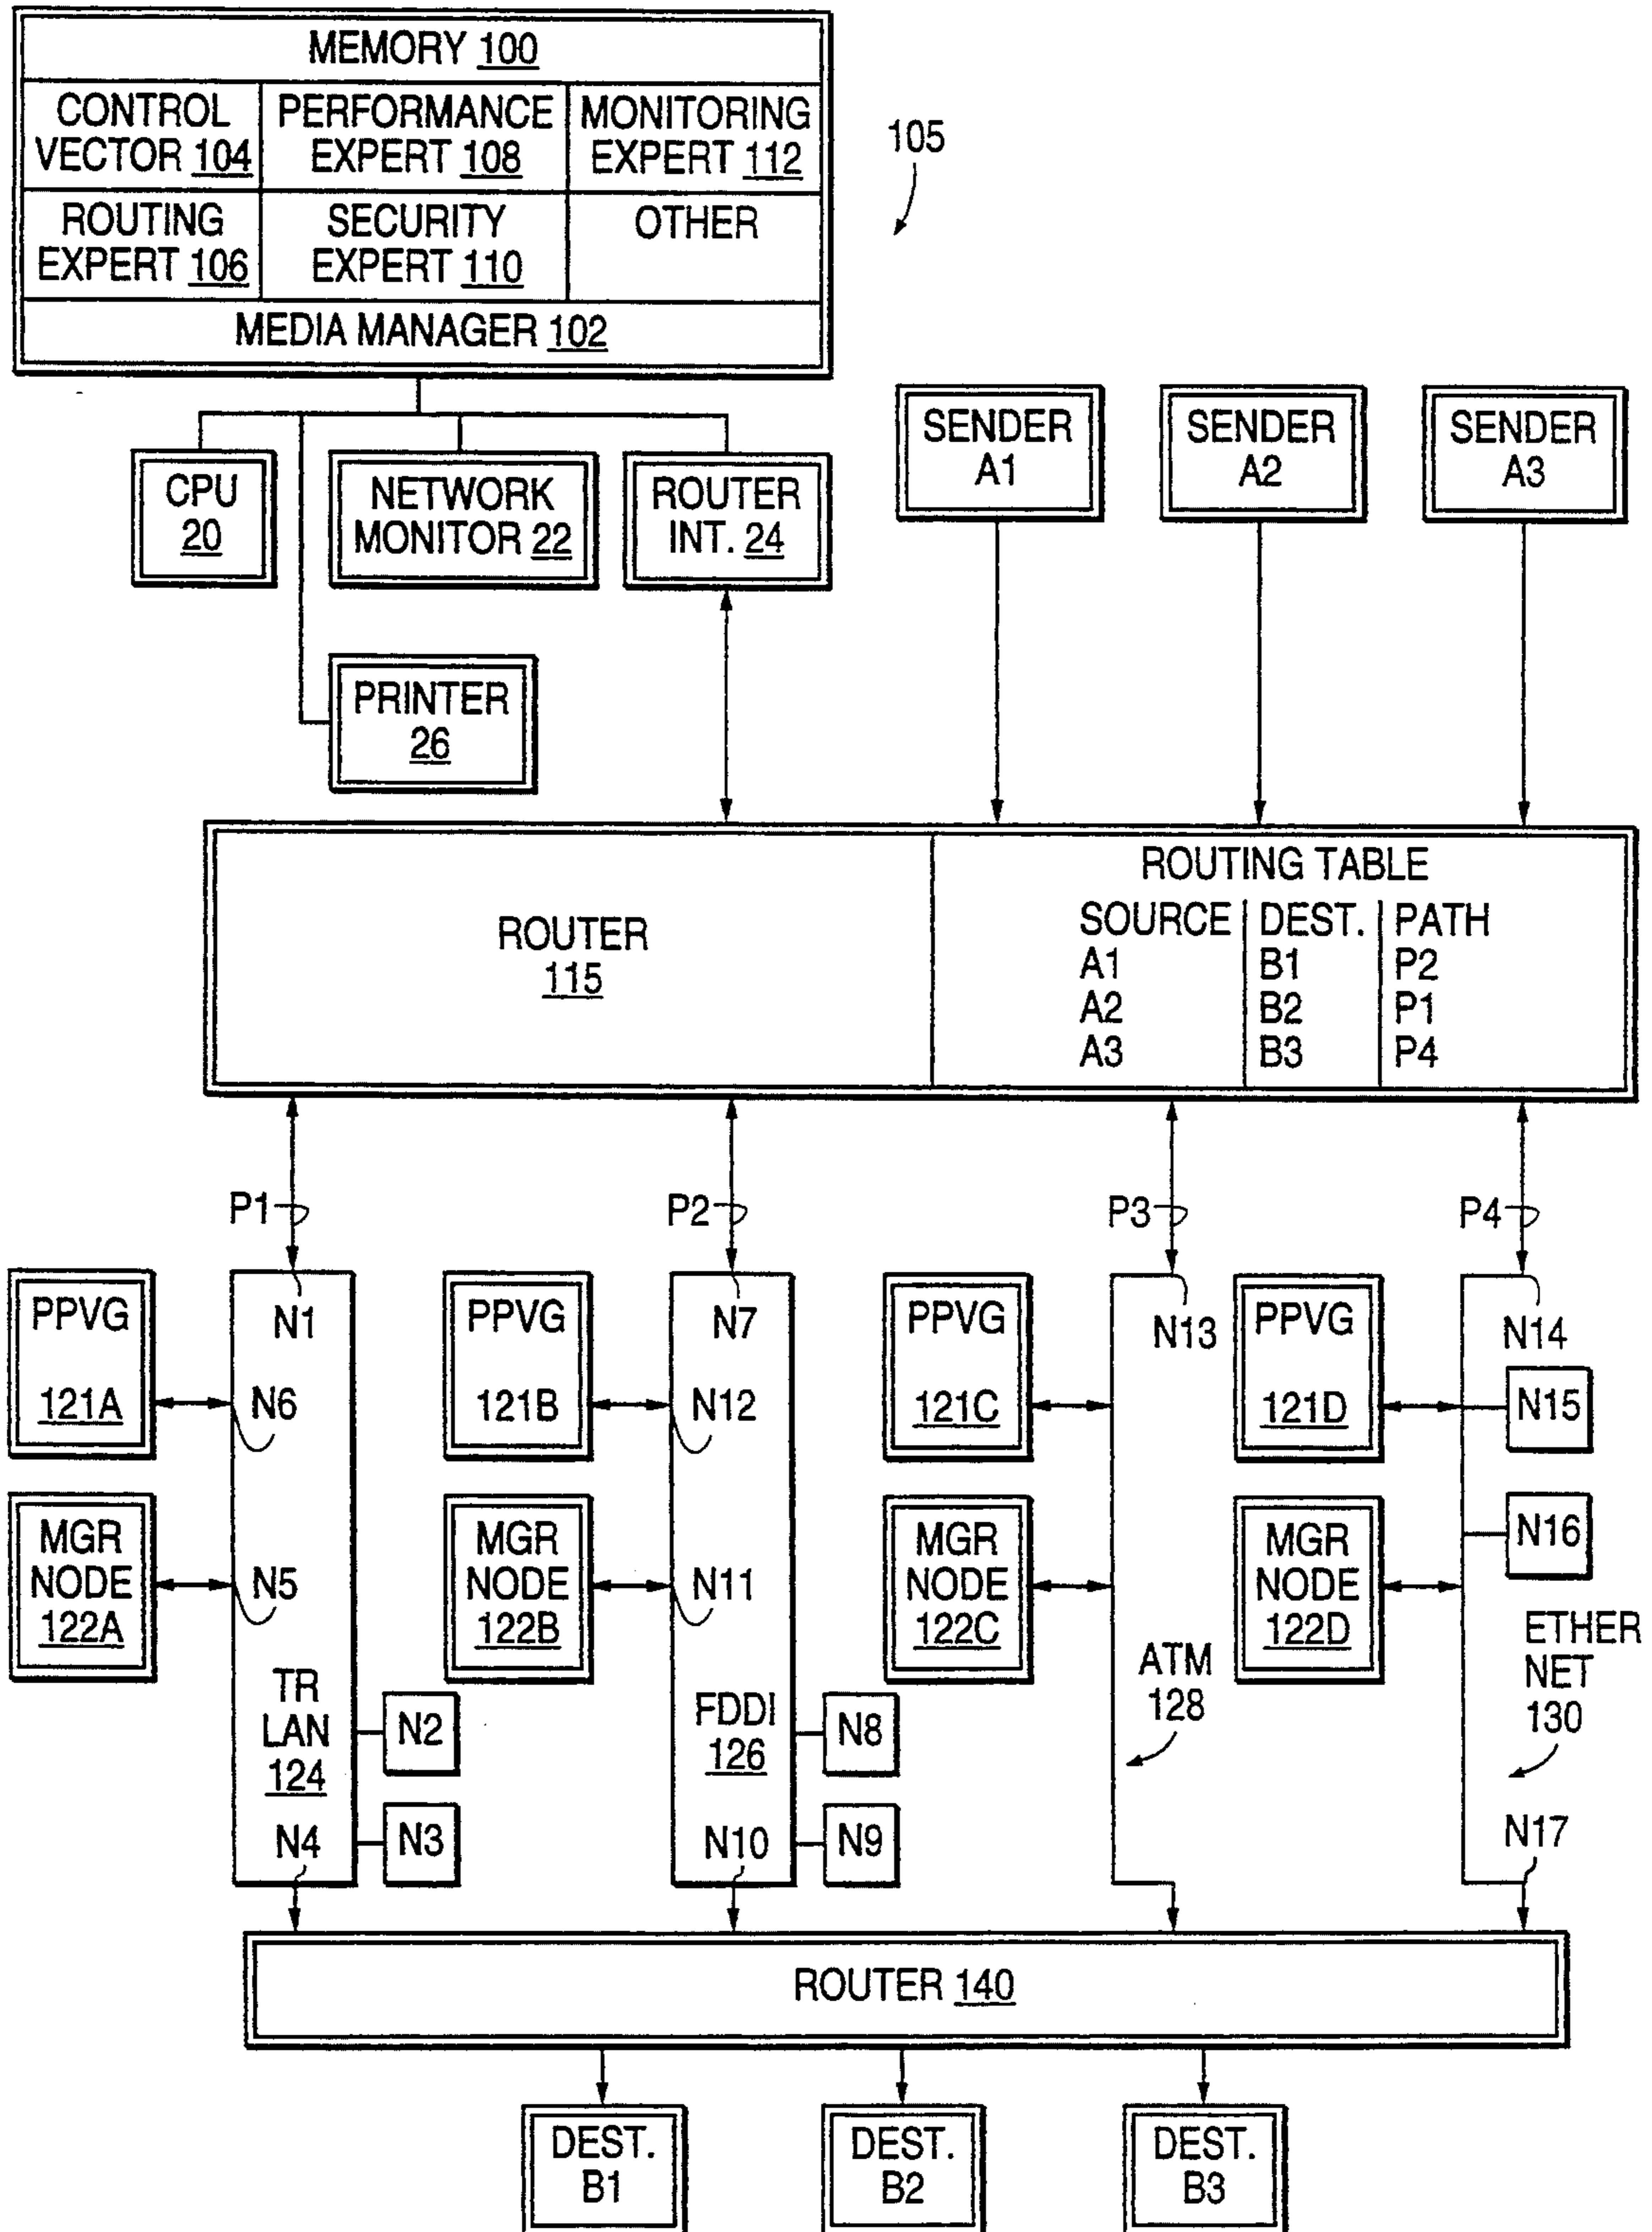 MEMORY 100
CONTROL
VECTOR 104
PERFORMANCE
EXPERT 108
MONITORING
EXPERT 112
ROUTING
EXPERT 106
SECURITY
EXPERT 110
OTHER
MEDIA MANAGER 102
105
CPU
20
NETWORK
MONITOR 22
ROUTER
INT. 24
SENDER
A1
SENDER
A2
SENDER
A3
PRINTER
26
ROUTER
115
ROUTING TABLE
SOURCE DEST. PATH
A1 B1 P2
A2 B2 P1
A3 B3 P4
P1
P2
P3
P4
PPVG
121A
N1
N6
MGR
NODE
122A
N5
TR
LAN
124
N2
N4
N3
PPVG
121B
N7
N12
MGR
NODE
122B
N11
FDDI
126
N8
N10
N9
PPVG
121C
N13
MGR
NODE
122C
ATM
128
PPVG
121D
N14
N15
MGR
NODE
122D
N16
ETHER
NET
130
N17
ROUTER 140
DEST.
B1
DEST.
B2
DEST.
B3